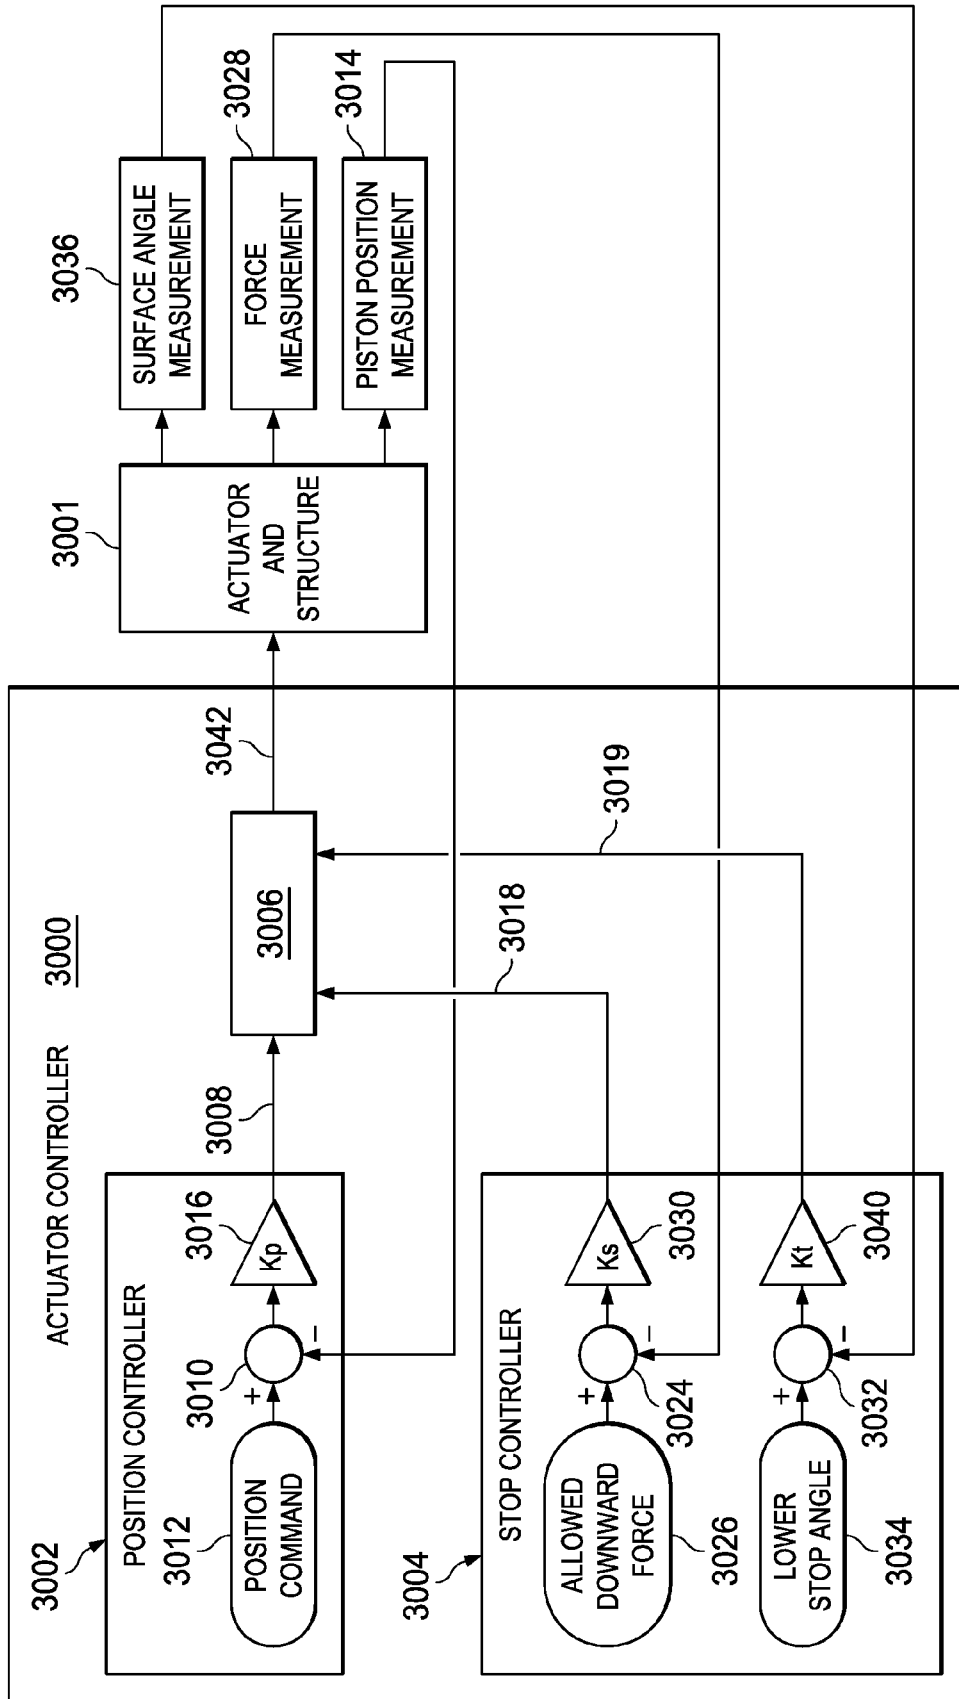 ACTUATOR CONTROLLER
3000
3002
POSITION CONTROLLER
3012
POSITION
COMMAND
+
3010
−
3016
Kp
3008
3006
3042
3001
ACTUATOR
AND
STRUCTURE
3036
SURFACE ANGLE
MEASUREMENT
3028
FORCE
MEASUREMENT
3014
PISTON POSITION
MEASUREMENT
3018
3019
3004
STOP CONTROLLER
ALLOWED
DOWNWARD
FORCE
3026
+
−
3024
Ks
3030
LOWER
STOP ANGLE
3034
+
−
3032
Kt
3040